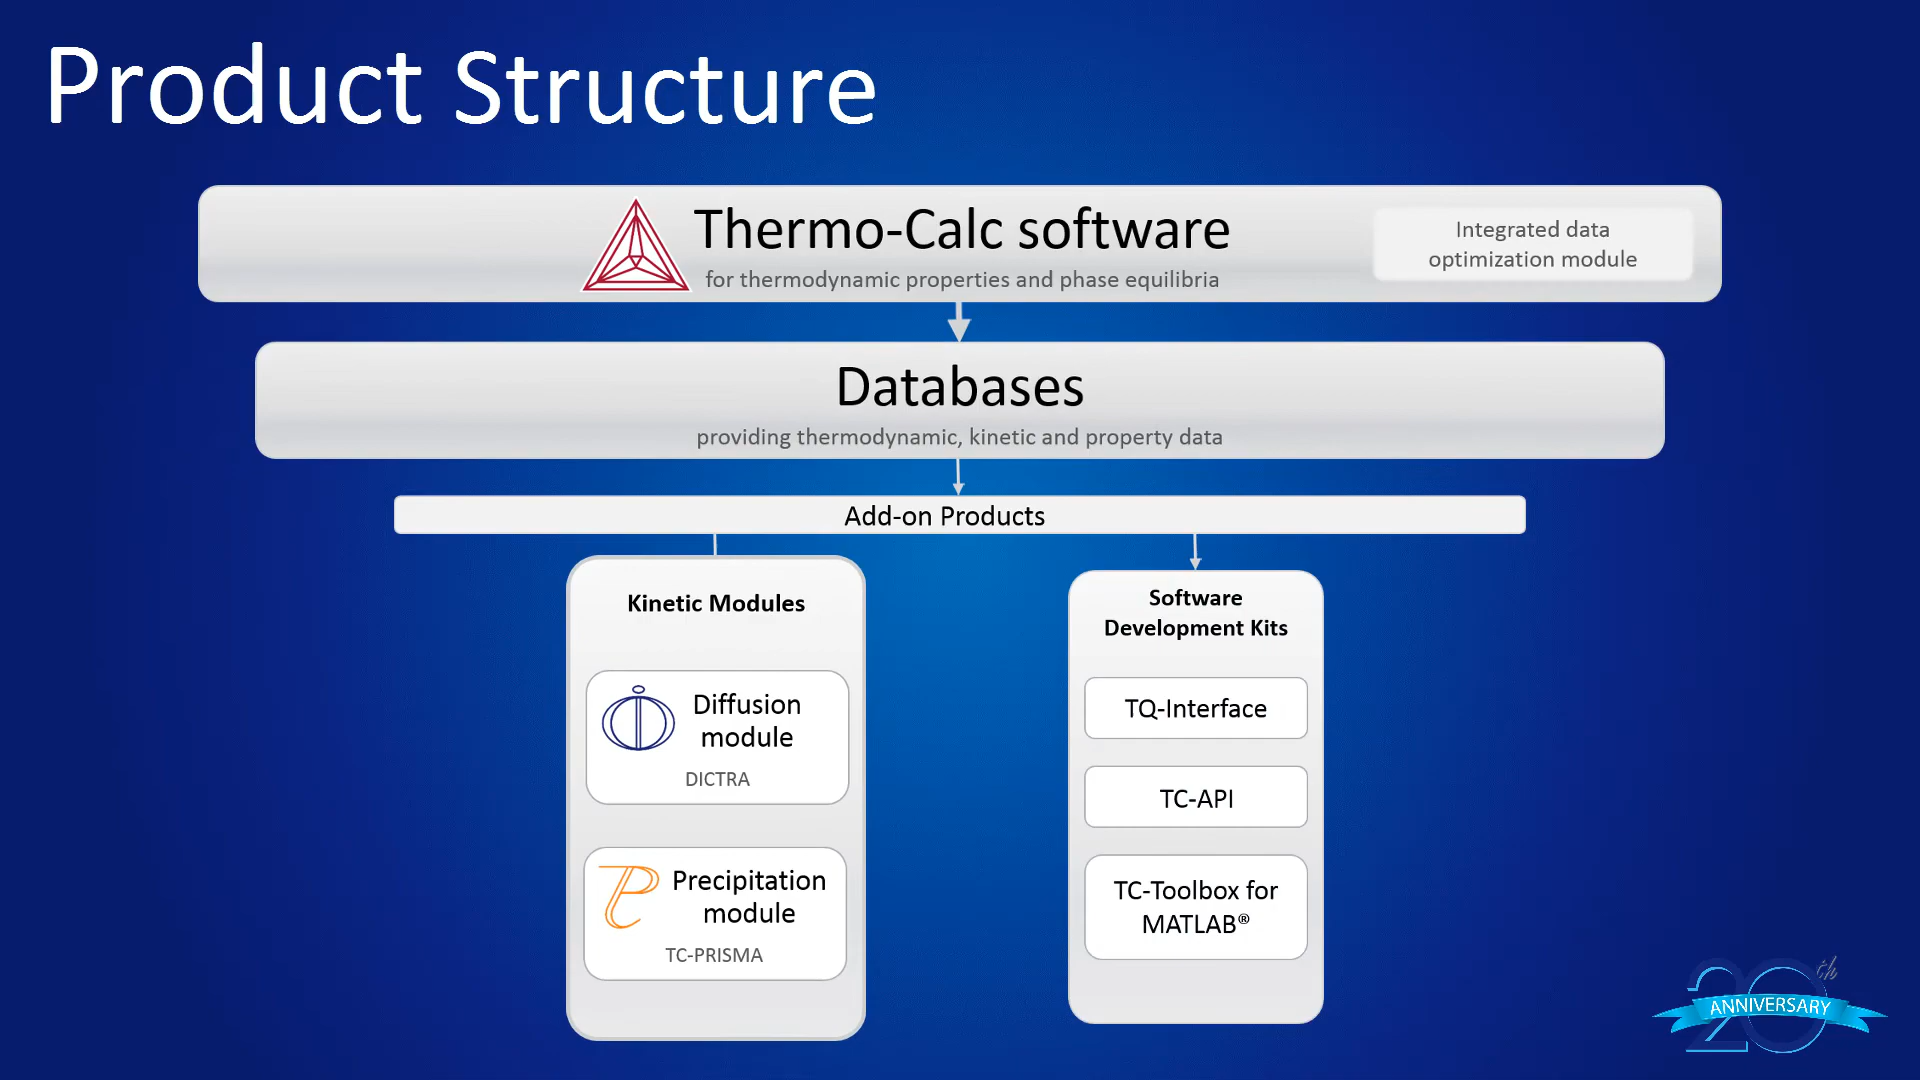 Product Structure
Thermo-Calc software
for thermodynamic properties and phase equilibria
Integrated data
optimization module
Databases
providing thermodynamic, kinetic and property data
Add-on Products
Kinetic Modules
Diffusion
module
DICTRA
Precipitation
module
TC-PRISMA
Software
Development Kits
TQ-Interface
TC-API
TC-Toolbox for
MATLAB®
20th
ANNIVERSARY